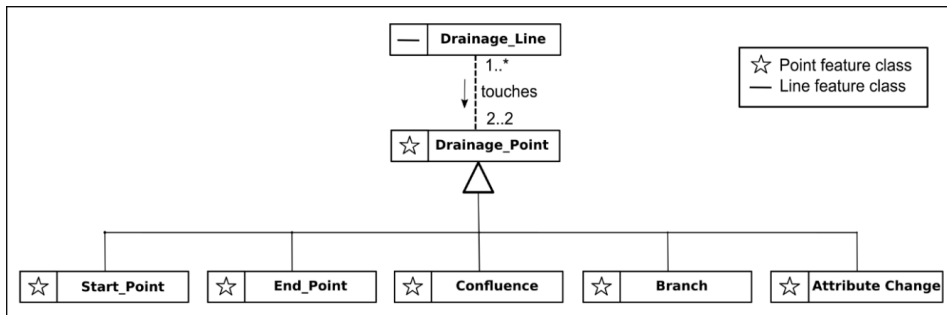 Drainage_Line
1..*
touches
2..2
Drainage_Point
Point feature class
Line feature class
Start_Point
End_Point
Confluence
Branch
Attribute Change